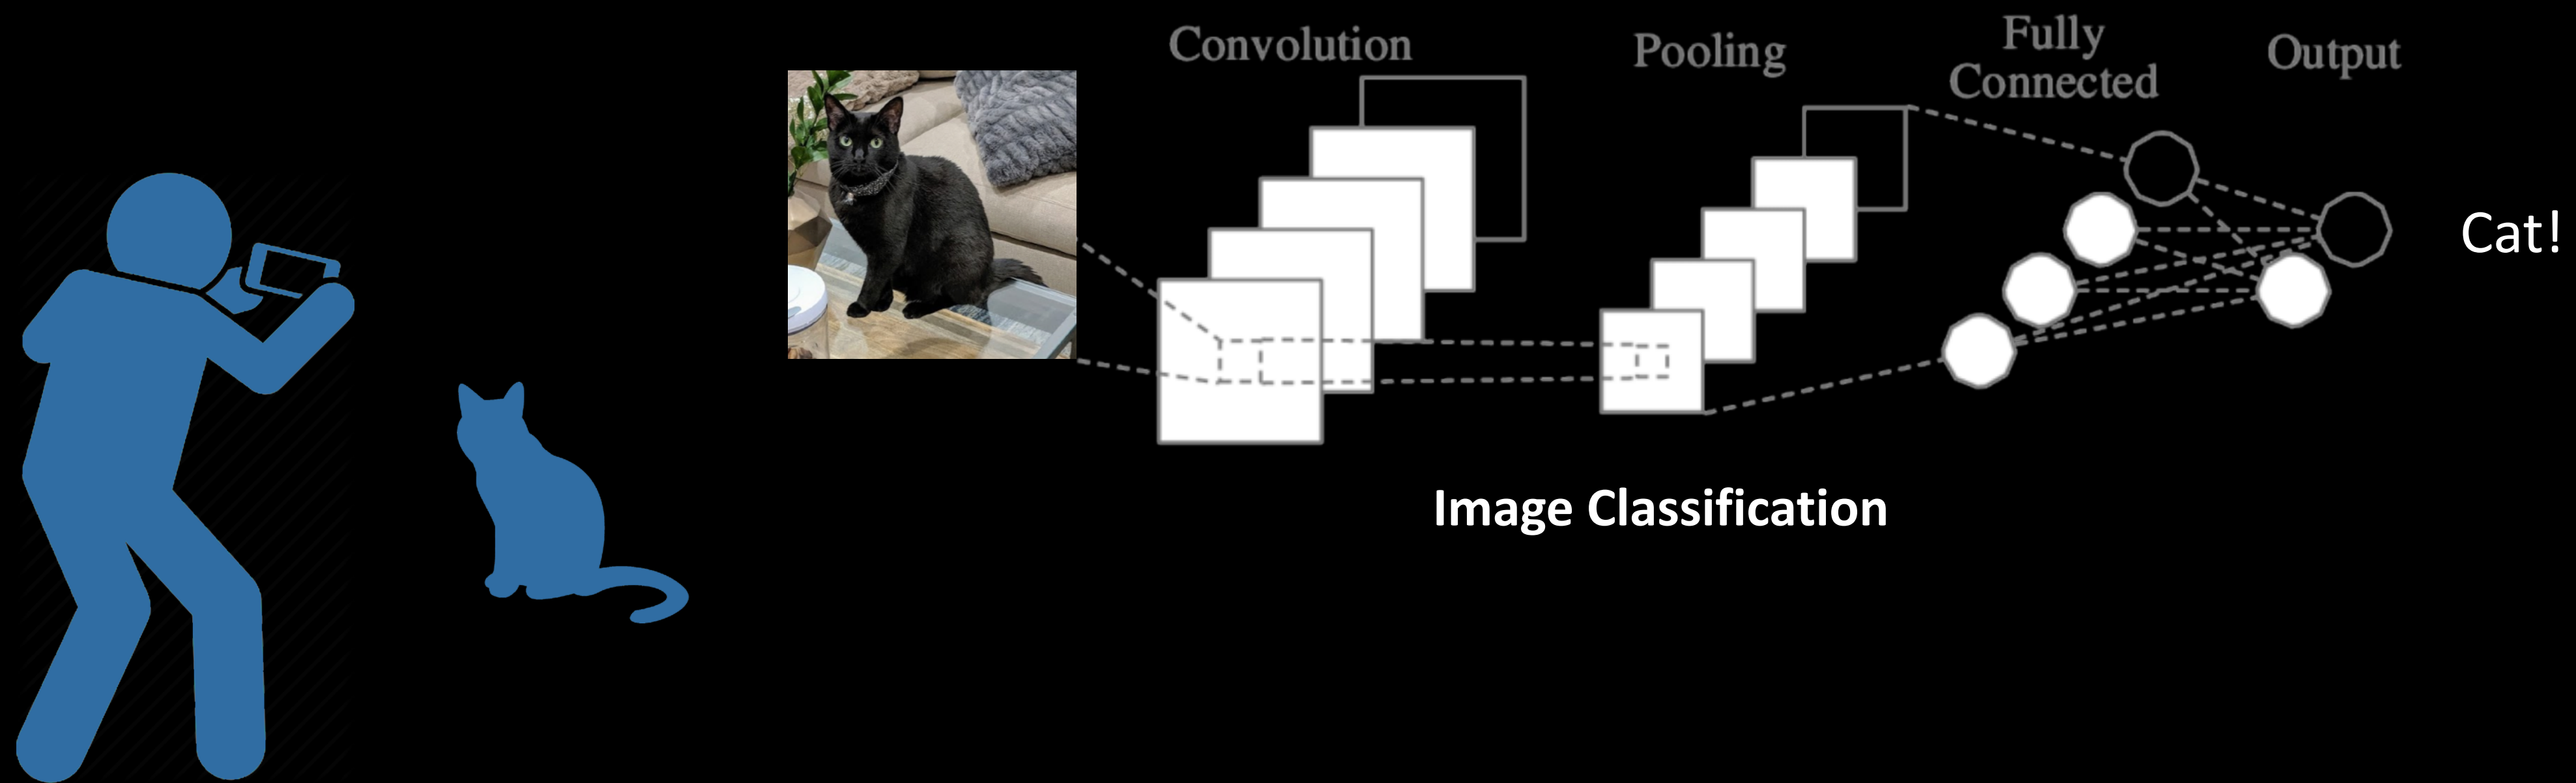 Convolution
Pooling
Fully
Connected
Output
Cat!
Image Classification